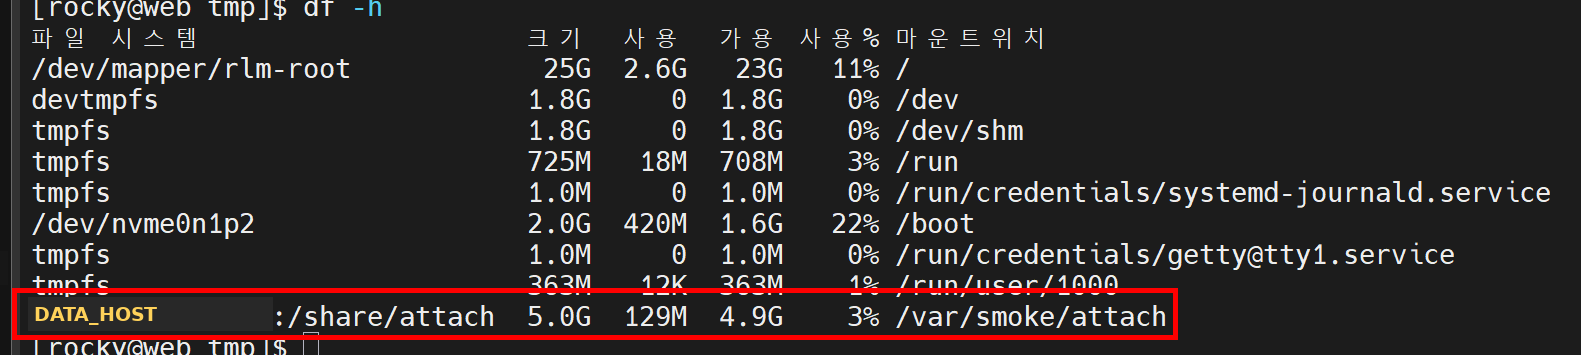 [rocky@web tmp]$ df -h
파일 시스템 크기 사용 가용 사용% 마운트위치
/dev/mapper/rlm-root 25G 2.6G 23G 11% /
devtmpfs 1.8G 0 1.8G 0% /dev
tmpfs 1.8G 0 1.8G 0% /dev/shm
tmpfs 725M 18M 708M 3% /run
tmpfs 1.0M 0 1.0M 0% /run/credentials/systemd-journald.service
/dev/nvme0n1p2 2.0G 420M 1.6G 22% /boot
tmpfs 1.0M 0 1.0M 0% /run/credentials/getty@tty1.service
tmpfs 363M 12K 363M 1% /run/user/1000
DATA_HOST :/share/attach 5.0G 129M 4.9G 3% /var/smoke/attach
[rocky@web tmp]$